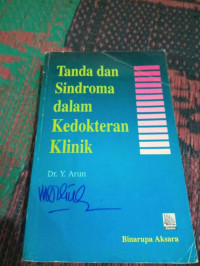 Tanda dan
Sindroma
dalam
Kedokteran
Klinik
Dr. Y. Arun
Binarupa Aksara